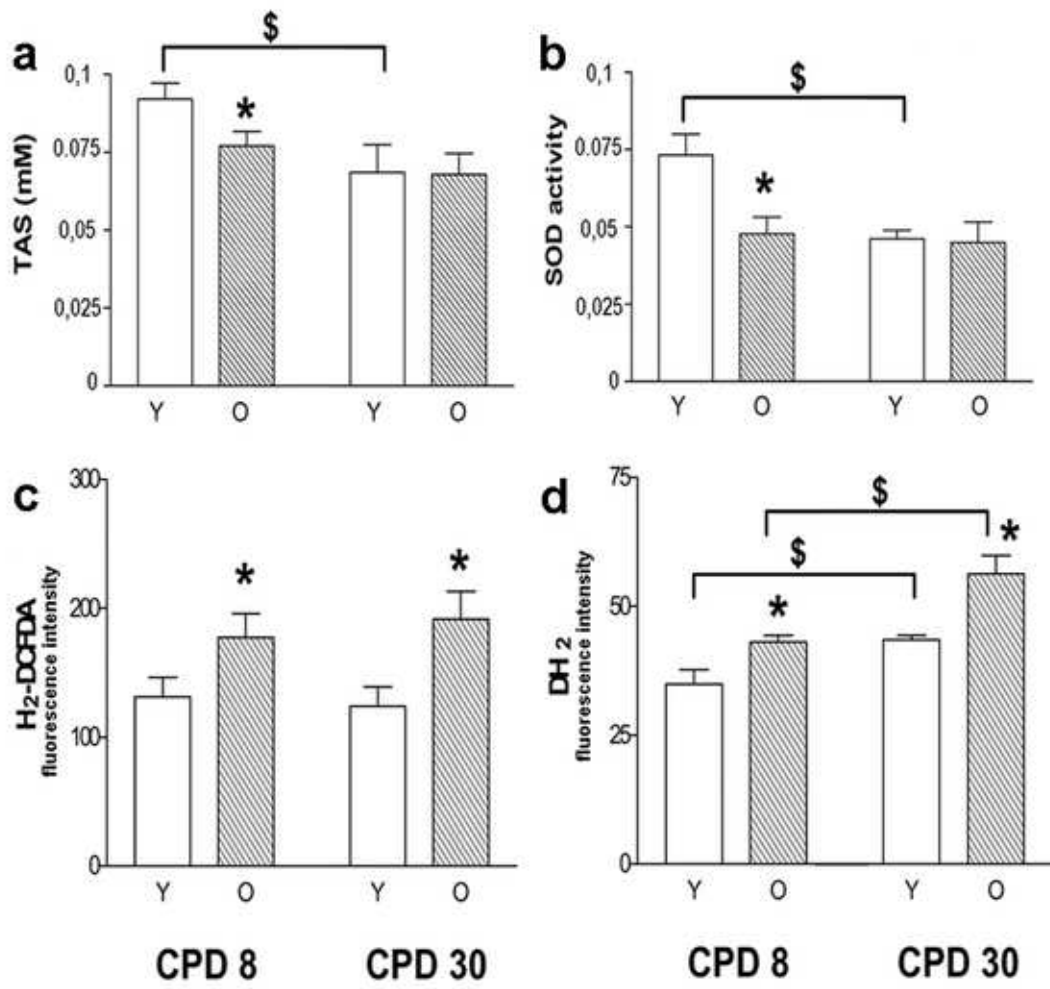 a
$
0,1
*
0.075
0,05
0,025
0
TAS (mM)
Y
O
Y
O
b
$
0,1
*
0.075
0,05
0,025
0
SOD activity
Y
O
Y
O
c
300
200
100
0
*
*
H2-DCFDA
fluorescence intensity
Y
O
Y
O
CPD 8
CPD 30
d
75
50
25
0
$
$
*
*
DH2
fluorescence intensity
Y
O
Y
O
CPD 8
CPD 30